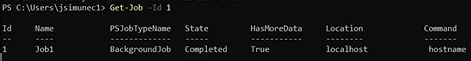 PS C:\Users\jsimunec1> Get-Job -Id 1
Id Name PSJobTypeName State HasMoreData Location Command
-- ---- ------------- ----- ----------- -------- -------
1 Job1 BackgroundJob Completed True localhost hostname